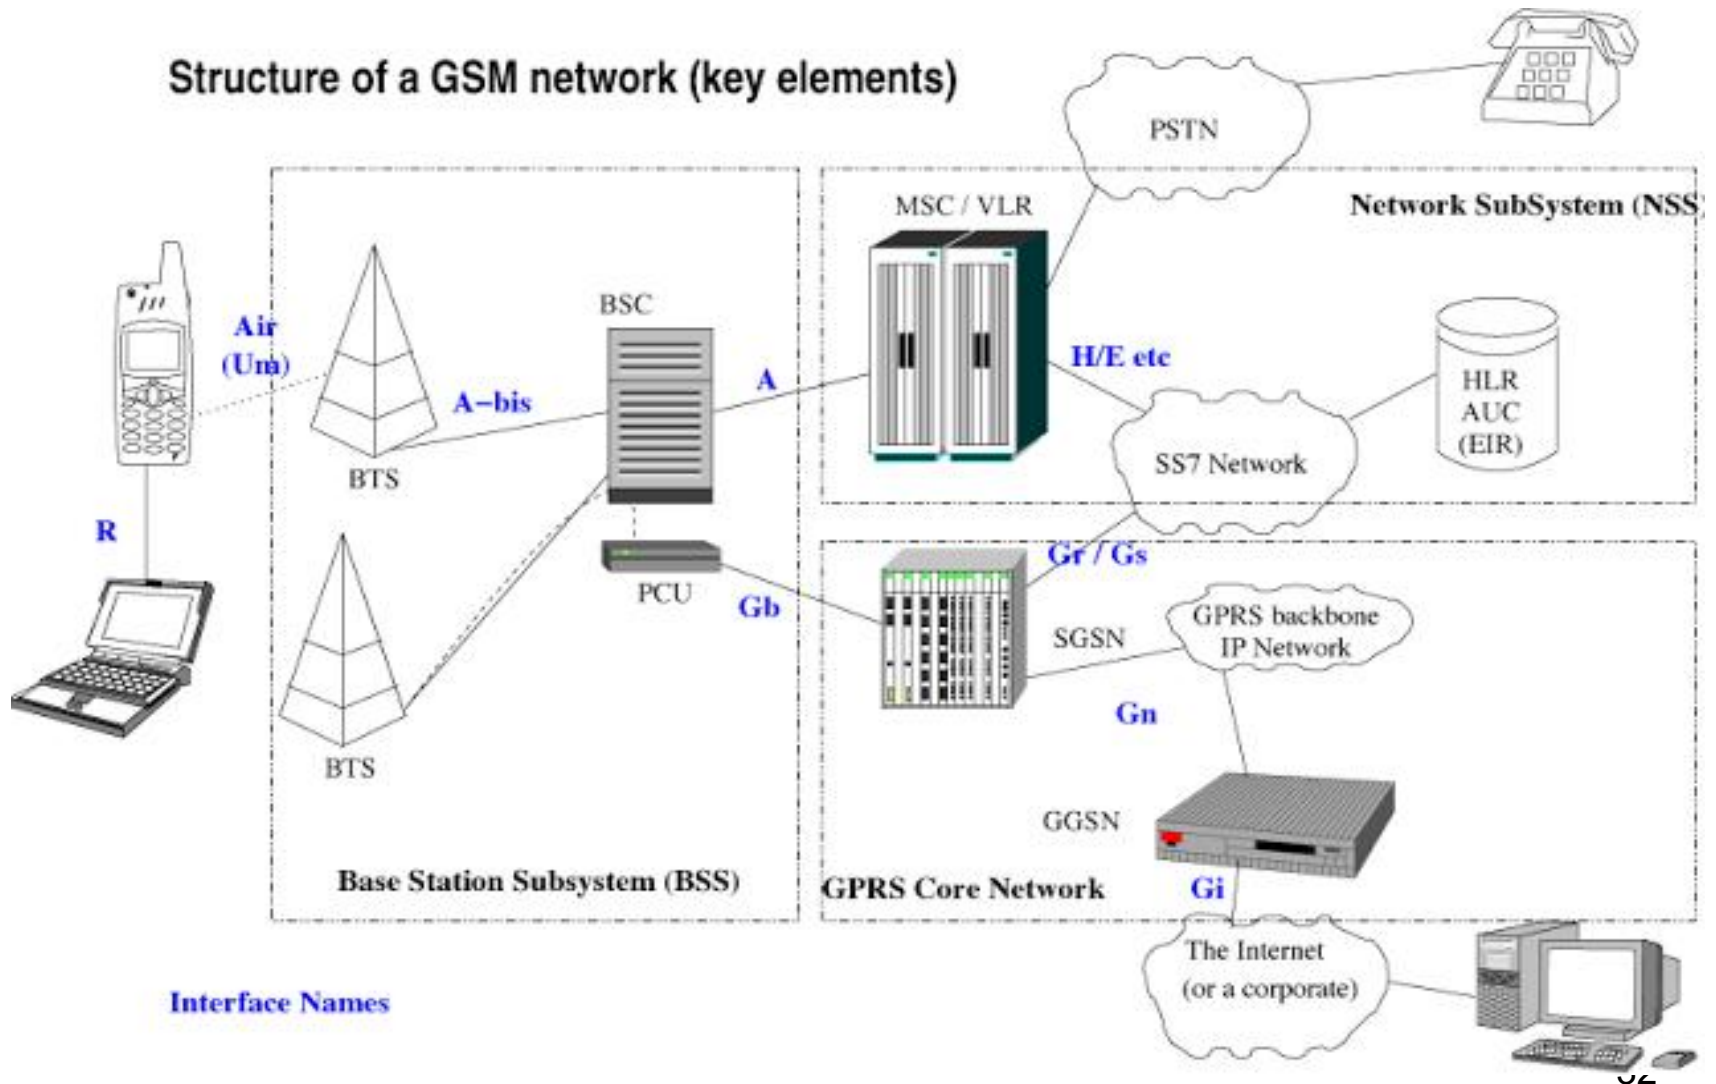 Structure of a GSM network (key elements)
PSTN
MSC / VLR
Network SubSystem (NSS)
BSC
Air
(Um)
A-bis
A
H/E etc
HLR
AUC
(EIR)
SS7 Network
BTS
R
PCU
Gb
Gr / Gs
SGSN
GPRS backbone
IP Network
Gn
BTS
GGSN
Base Station Subsystem (BSS)
GPRS Core Network
Gi
The Internet
(or a corporate)
Interface Names